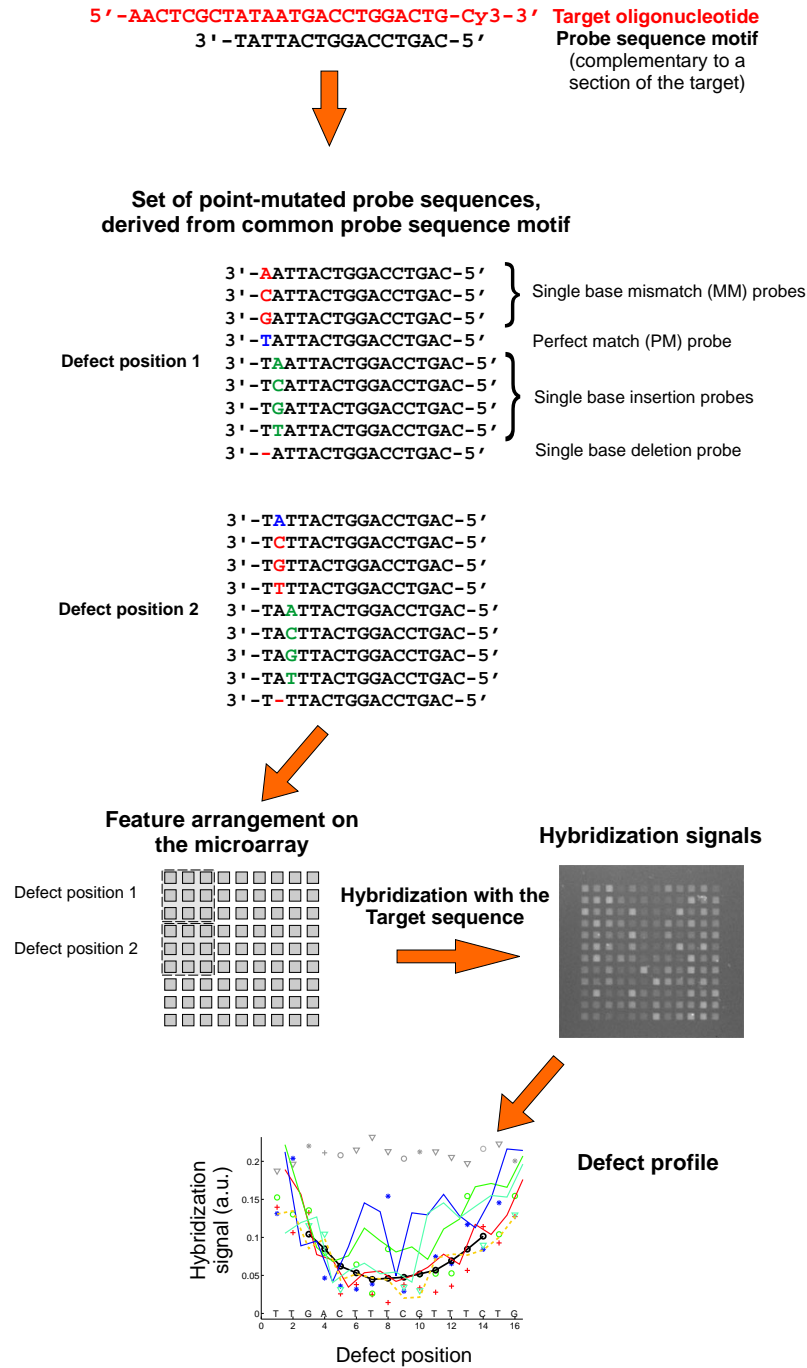 5′-AACTCGCTATAATGACCTGGACTG-Cy3-3′ Target oligonucleotide
3'-TATTACTGGACCTGAC-5′ Probe sequence motif
(complementary to a
section of the target)
Set of point-mutated probe sequences,
derived from common probe sequence motif
3'-AATTACTGGACCTGAC-5′
3'-CATTACTGGACCTGAC-5′
3'-GATTACTGGACCTGAC-5′
Single base mismatch (MM) probes
3'-TATTACTGGACCTGAC-5′ Perfect match (PM) probe
Defect position 1
3'-TAATTACTGGACCTGAC-5′
3'-TCATTACTGGACCTGAC-5′
3'-TGATTACTGGACCTGAC-5′
3'-TTATTACTGGACCTGAC-5′
Single base insertion probes
3'--ATTACTGGACCTGAC-5′ Single base deletion probe
3'-TATTACTGGACCTGAC-5′
3'-TCTTACTGGACCTGAC-5′
3'-TGTTACTGGACCTGAC-5′
3'-TTTTACTGGACCTGAC-5′
Defect position 2
3'-TAATTACTGGACCTGAC-5′
3'-TACTTACTGGACCTGAC-5′
3'-TAGTTACTGGACCTGAC-5′
3'-TATTTACTGGACCTGAC-5′
3'-T-TTACTGGACCTGAC-5′
Feature arrangement on
the microarray
Defect position 1
Defect position 2
Hybridization with the
Target sequence
Hybridization signals
Defect profile
Hybridization
signal (a.u.)
0.2
0.15
0.1
0.05
0
T T G A C T T T C G T T T C T G
0 2 4 6 8 10 12 14 16
Defect position